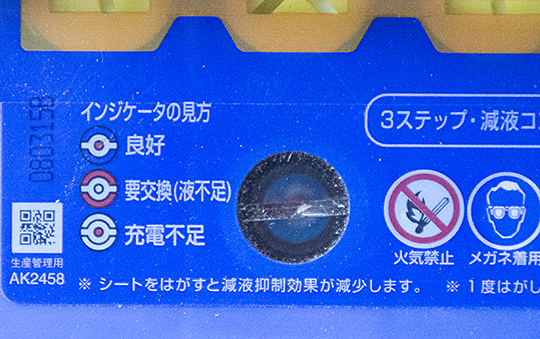 080315B
インジケータの見方
良好
要交換(液不足)
充電不足
3ステップ・減液コン
火気禁止
メガネ着用
生産管理用
AK2458
※ シートをはがすと減液抑制効果が減少します。 ※ 1度はがし